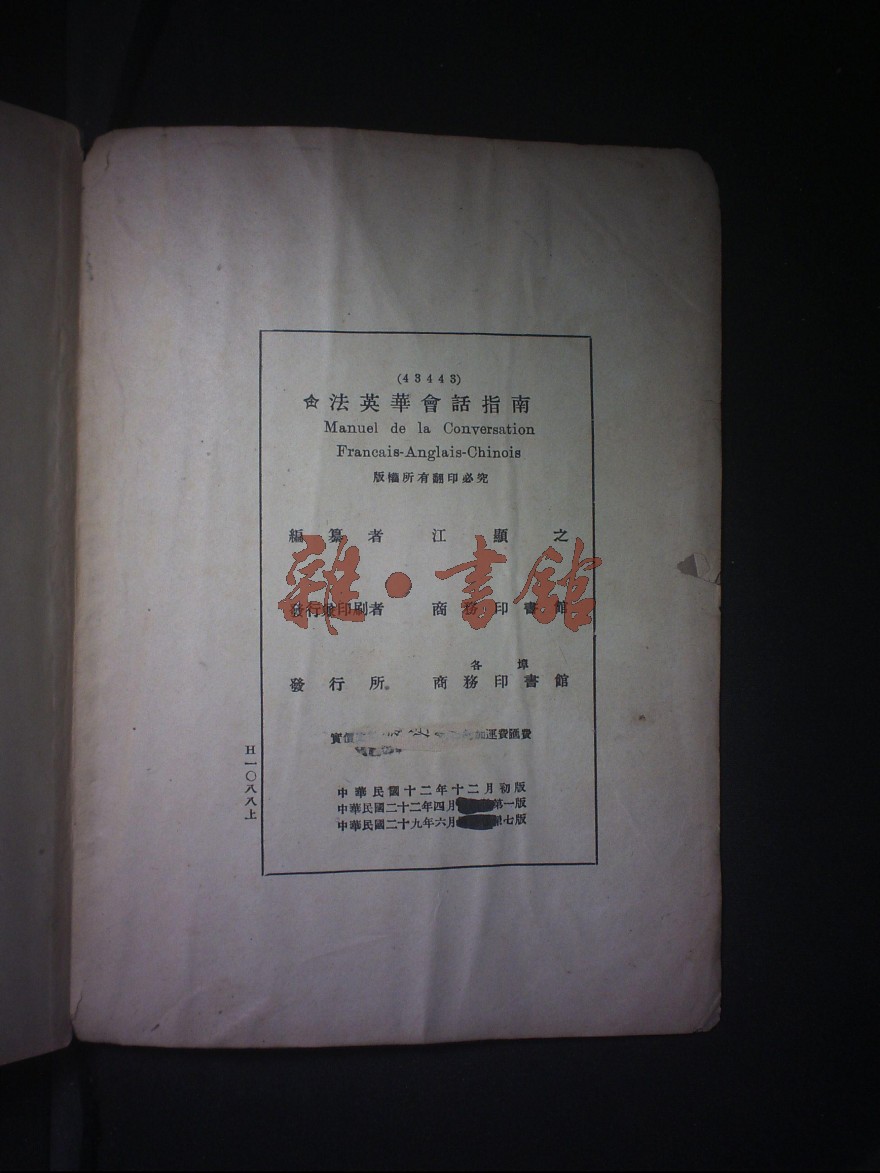 (43443)
法英華會話指南
Manuel de la Conversation
Francais-Anglais-Chinois
版權所有翻印必究
編纂者 江顯之
雜·書館
發行兼印刷者 商務印書館
各埠
發行所 商務印書館
實價 加運費匯費
中華民國十二年十二月初版
中華民國二十二年四月 第一版
中華民國二十九年六月 七版
H一〇八八上